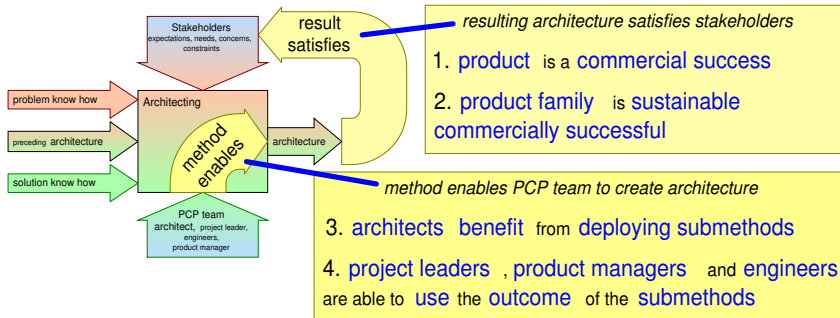 Stakeholders
expectations, needs, concerns,
constraints
result
satisfies
problem know how
preceding architecture
solution know how
Architecting
method
enables
architecture
PCP team
architect, project leader,
engineers,
product manager
resulting architecture satisfies stakeholders
1. product is a commercial success
2. product family is sustainable
commercially successful
method enables PCP team to create architecture
3. architects benefit from deploying submethods
4. project leaders , product managers and engineers
are able to use the outcome of the submethods